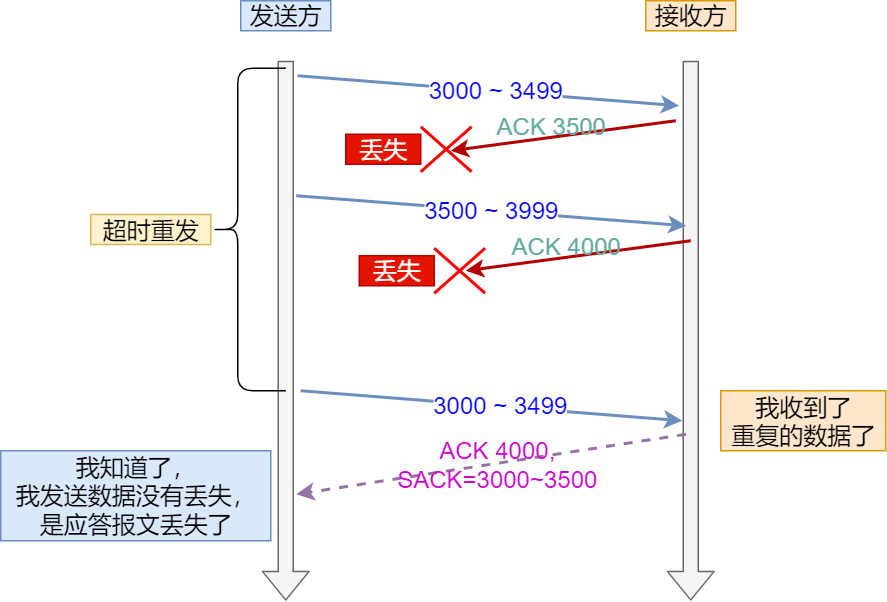 发送方
接收方
3000 ~ 3499
ACK 3500
丢失
3500 ~ 3999
超时重发
ACK 4000
丢失
3000 ~ 3499
我收到了
重复的数据了
ACK 4000,
SACK=3000~3500
我知道了，
我发送数据没有丢失，
是应答报文丢失了